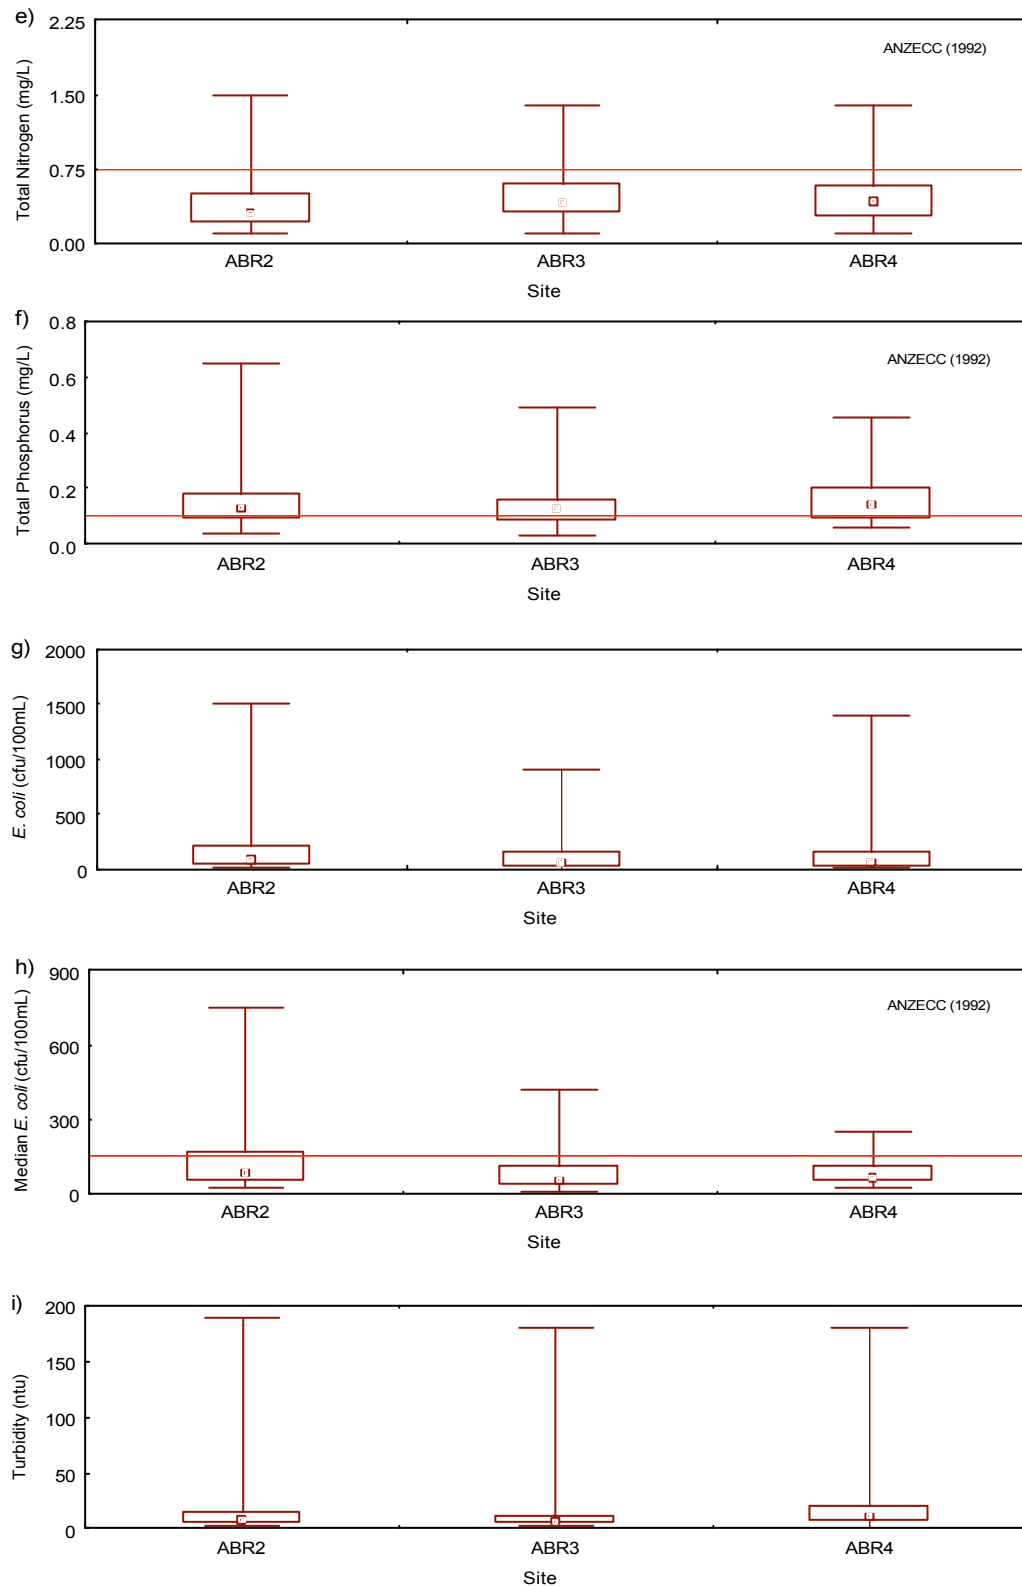 e)
2.25
1.50
0.75
0.00
Total Nitrogen (mg/L)
ANZECC (1992)
ABR2 ABR3 ABR4
Site
f)
0.8
0.6
0.4
0.2
0.0
Total Phosphorus (mg/L)
ANZECC (1992)
ABR2 ABR3 ABR4
Site
g)
2000
1500
1000
500
0
E. coli (cfu/100mL)
ABR2 ABR3 ABR4
Site
h)
900
600
300
0
Median E. coli (cfu/100mL)
ANZECC (1992)
ABR2 ABR3 ABR4
Site
i)
200
150
100
50
0
Turbidity (ntu)
ABR2 ABR3 ABR4
Site